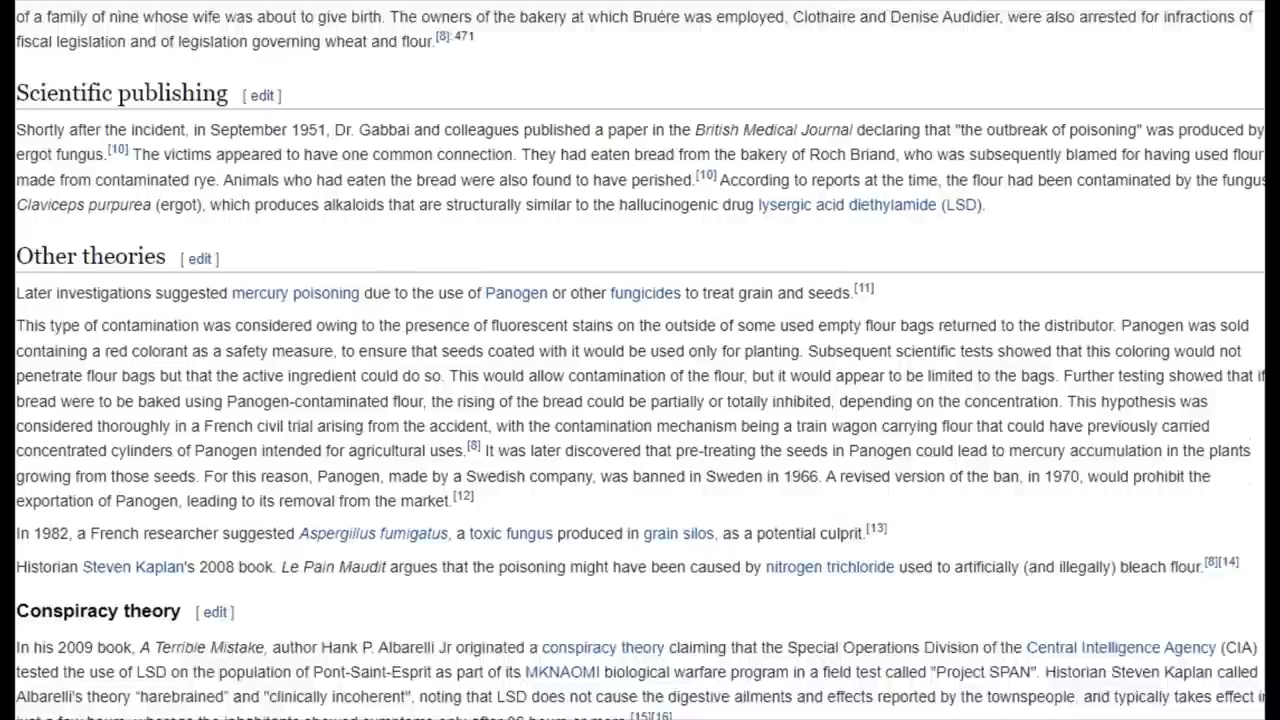 of a family of nine whose wife was about to give birth. The owners of the bakery at which Bruére was employed, Clothaire and Denise Audidier, were also arrested for infractions of
fiscal legislation and of legislation governing wheat and flour.[8]:471
Scientific publishing [ edit ]
Shortly after the incident, in September 1951, Dr. Gabbai and colleagues published a paper in the British Medical Journal declaring that "the outbreak of poisoning" was produced by
ergot fungus.[10] The victims appeared to have one common connection. They had eaten bread from the bakery of Roch Briand, who was subsequently blamed for having used flour
made from contaminated rye. Animals who had eaten the bread were also found to have perished.[10] According to reports at the time, the flour had been contaminated by the fungus
Claviceps purpurea (ergot), which produces alkaloids that are structurally similar to the hallucinogenic drug lysergic acid diethylamide (LSD).
Other theories [ edit ]
Later investigations suggested mercury poisoning due to the use of Panogen or other fungicides to treat grain and seeds.[11]
This type of contamination was considered owing to the presence of fluorescent stains on the outside of some used empty flour bags returned to the distributor. Panogen was sold
containing a red colorant as a safety measure, to ensure that seeds coated with it would be used only for planting. Subsequent scientific tests showed that this coloring would not
penetrate flour bags but that the active ingredient could do so. This would allow contamination of the flour, but it would appear to be limited to the bags. Further testing showed that if
bread were to be baked using Panogen-contaminated flour, the rising of the bread could be partially or totally inhibited, depending on the concentration. This hypothesis was
considered thoroughly in a French civil trial arising from the accident, with the contamination mechanism being a train wagon carrying flour that could have previously carried
concentrated cylinders of Panogen intended for agricultural uses.[8] It was later discovered that pre-treating the seeds in Panogen could lead to mercury accumulation in the plants
growing from those seeds. For this reason, Panogen, made by a Swedish company, was banned in Sweden in 1966. A revised version of the ban, in 1970, would prohibit the
exportation of Panogen, leading to its removal from the market.[12]
In 1982, a French researcher suggested Aspergillus fumigatus, a toxic fungus produced in grain silos, as a potential culprit.[13]
Historian Steven Kaplan's 2008 book. Le Pain Maudit argues that the poisoning might have been caused by nitrogen trichloride used to artificially (and illegally) bleach flour.[8][14]
Conspiracy theory [ edit ]
In his 2009 book, A Terrible Mistake, author Hank P. Albarelli Jr originated a conspiracy theory claiming that the Special Operations Division of the Central Intelligence Agency (CIA)
tested the use of LSD on the population of Pont-Saint-Esprit as part of its MKNAOMI biological warfare program in a field test called "Project SPAN". Historian Steven Kaplan called
Albarelli's theory "harebrained" and "clinically incoherent", noting that LSD does not cause the digestive ailments and effects reported by the townspeople, and typically takes effect
[15][16]